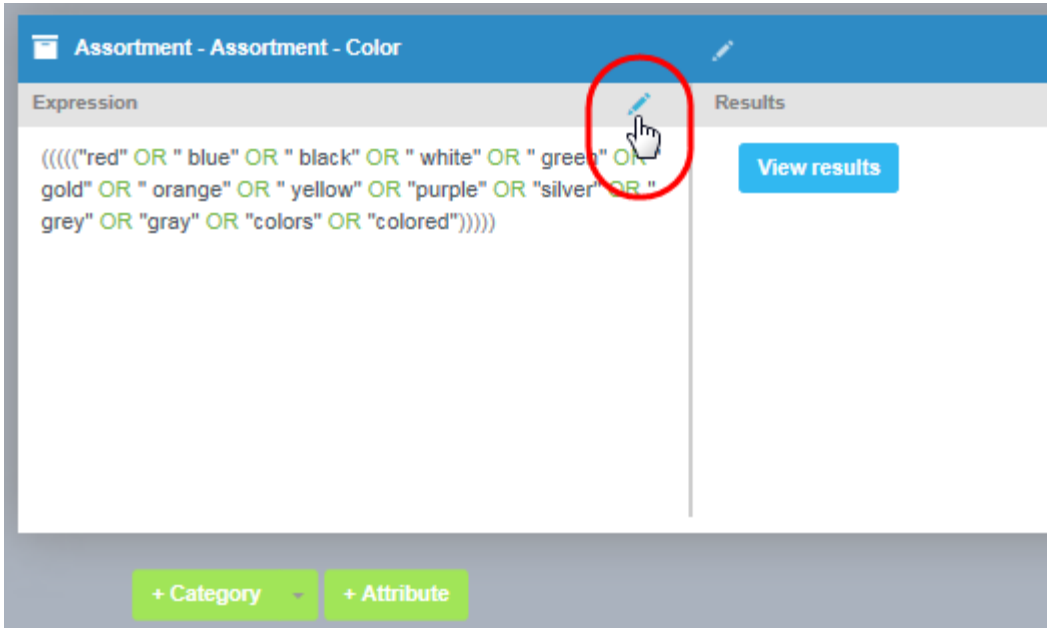 Assortment - Assortment - Color
Expression
Results
((((("red" OR " blue" OR " black" OR " white" OR " green" OR "
gold" OR " orange" OR " yellow" OR "purple" OR "silver" OR "
grey" OR "gray" OR "colors" OR "colored")))))
View results
+ Category
+ Attribute